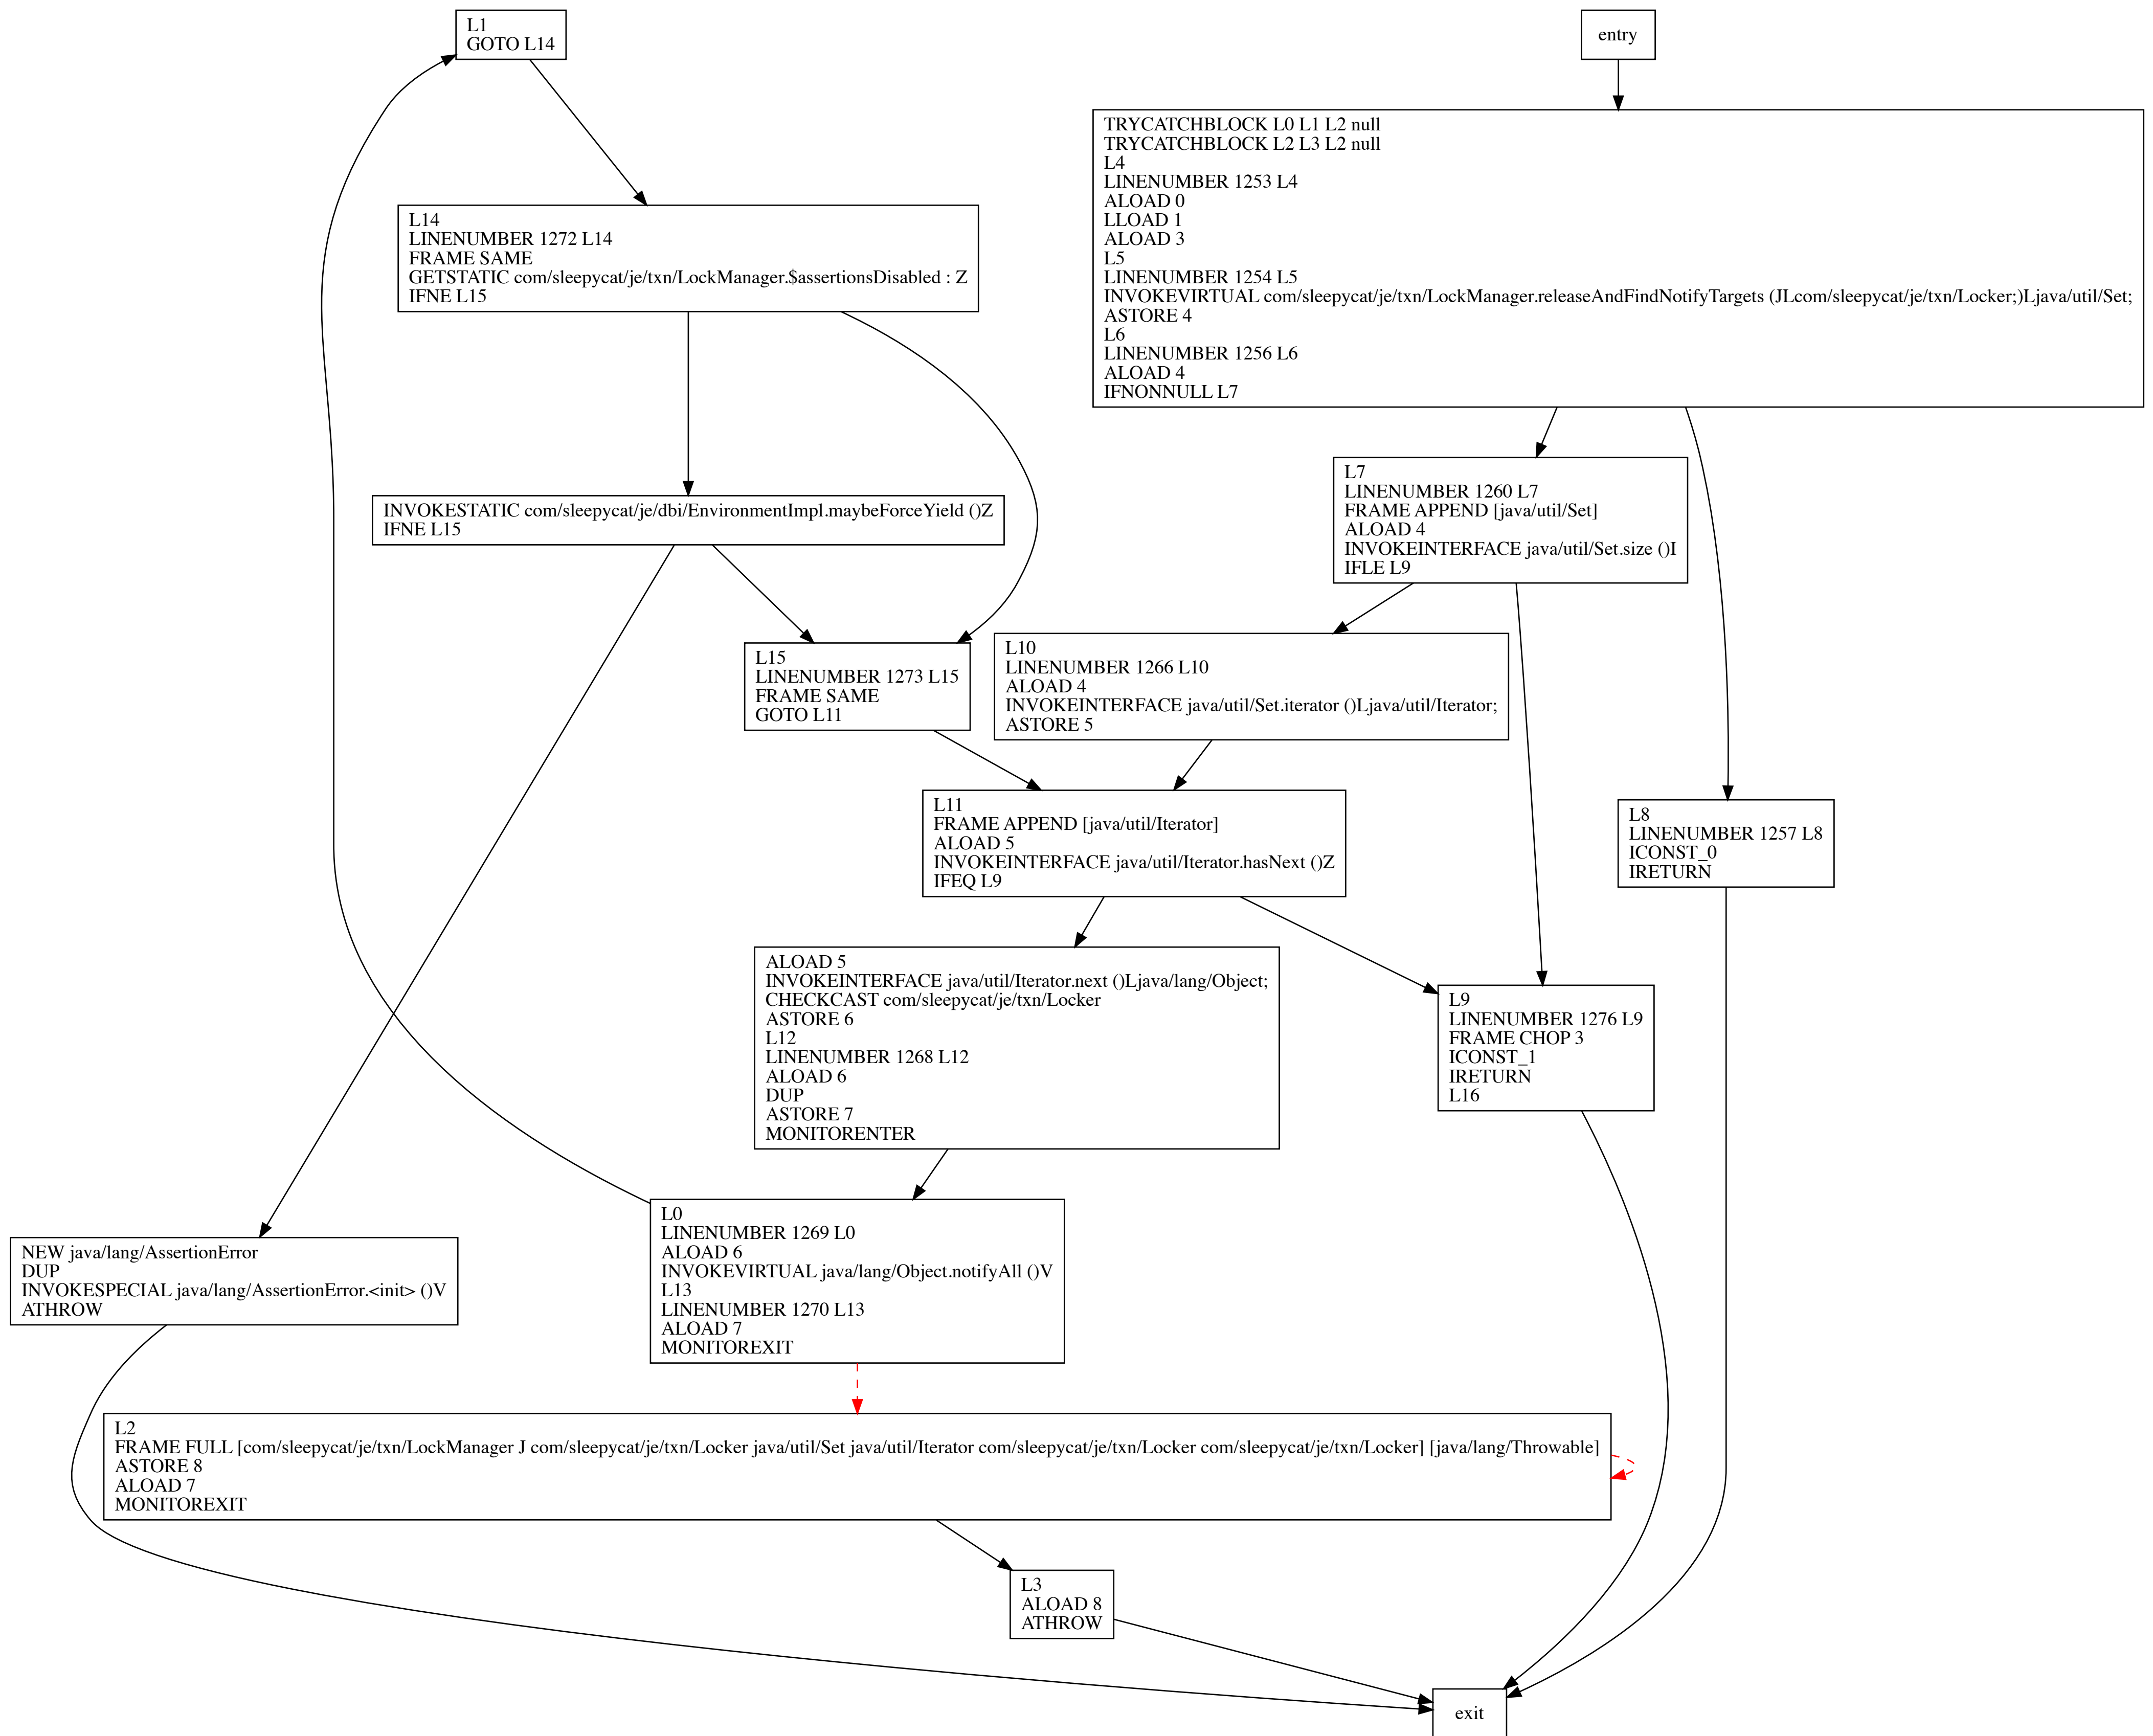 L1
GOTO L14
entry
TRYCATCHBLOCK L0 L1 L2 null
TRYCATCHBLOCK L2 L3 L2 null
L4
LINENUMBER 1253 L4
ALOAD 0
LLOAD 1
ALOAD 3
L5
LINENUMBER 1254 L5
INVOKEVIRTUAL com/sleepycat/je/txn/LockManager.releaseAndFindNotifyTargets (JLcom/sleepycat/je/txn/Locker;)Ljava/util/Set;
ASTORE 4
L6
LINENUMBER 1256 L6
ALOAD 4
IFNONNULL L7
L14
LINENUMBER 1272 L14
FRAME SAME
GETSTATIC com/sleepycat/je/txn/LockManager.$assertionsDisabled : Z
IFNE L15
L7
LINENUMBER 1260 L7
FRAME APPEND [java/util/Set]
ALOAD 4
INVOKEINTERFACE java/util/Set.size ()I
IFLE L9
INVOKESTATIC com/sleepycat/je/dbi/EnvironmentImpl.maybeForceYield ()Z
IFNE L15
L15
LINENUMBER 1273 L15
FRAME SAME
GOTO L11
L10
LINENUMBER 1266 L10
ALOAD 4
INVOKEINTERFACE java/util/Set.iterator ()Ljava/util/Iterator;
ASTORE 5
L11
FRAME APPEND [java/util/Iterator]
ALOAD 5
INVOKEINTERFACE java/util/Iterator.hasNext ()Z
IFEQ L9
L8
LINENUMBER 1257 L8
ICONST_0
IRETURN
ALOAD 5
INVOKEINTERFACE java/util/Iterator.next ()Ljava/lang/Object;
CHECKCAST com/sleepycat/je/txn/Locker
ASTORE 6
L12
LINENUMBER 1268 L12
ALOAD 6
DUP
ASTORE 7
MONITORENTER
L9
LINENUMBER 1276 L9
FRAME CHOP 3
ICONST_1
IRETURN
L16
L0
LINENUMBER 1269 L0
ALOAD 6
INVOKEVIRTUAL java/lang/Object.notifyAll ()V
L13
LINENUMBER 1270 L13
ALOAD 7
MONITOREXIT
NEW java/lang/AssertionError
DUP
INVOKESPECIAL java/lang/AssertionError.<init> ()V
ATHROW
L2
FRAME FULL [com/sleepycat/je/txn/LockManager J com/sleepycat/je/txn/Locker java/util/Set java/util/Iterator com/sleepycat/je/txn/Locker com/sleepycat/je/txn/Locker] [java/lang/Throwable]
ASTORE 8
ALOAD 7
MONITOREXIT
L3
ALOAD 8
ATHROW
exit